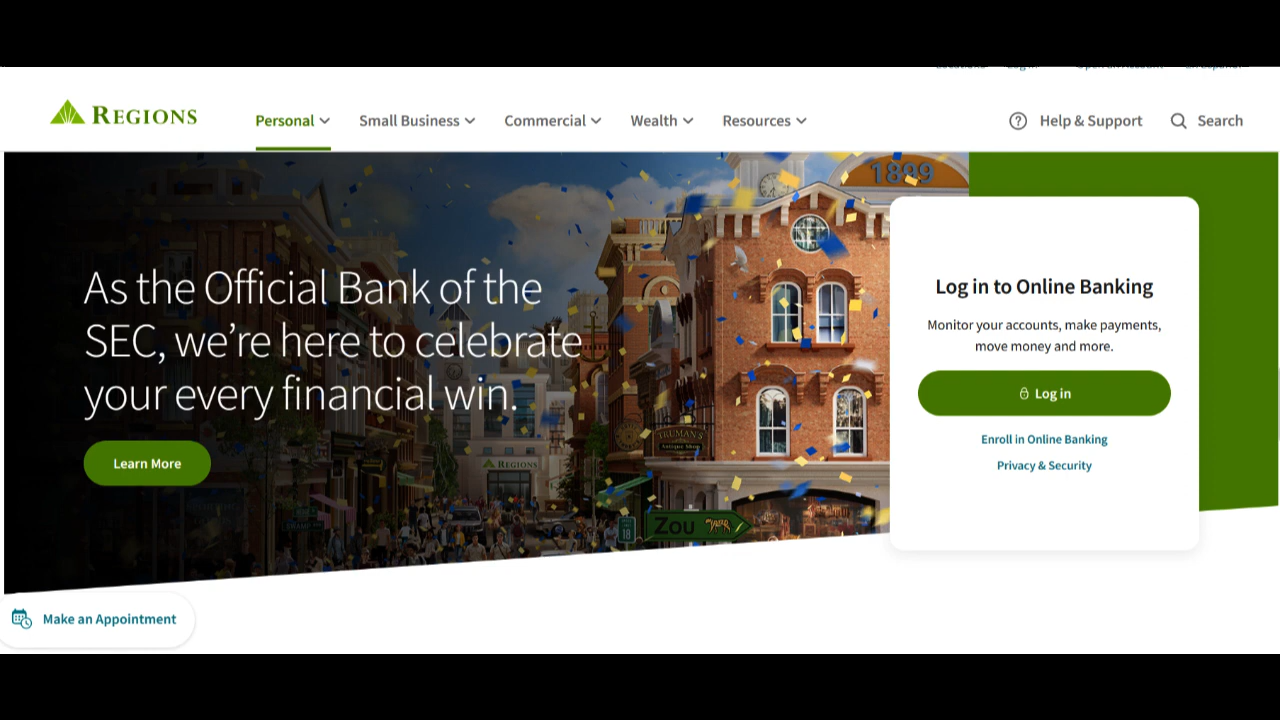 REGIONS
Personal
Small Business
Commercial
Wealth
Resources
Help & Support
Search
1899
As the Official Bank of the
SEC, we're here to celebrate
your every financial win.
Learn More
Log in to Online Banking
Monitor your accounts, make payments,
move money and more.
Log in
Enroll in Online Banking
Privacy & Security
TRUMAN'S
Antique Shop
REGIONS
18
ZOU
Make an Appointment